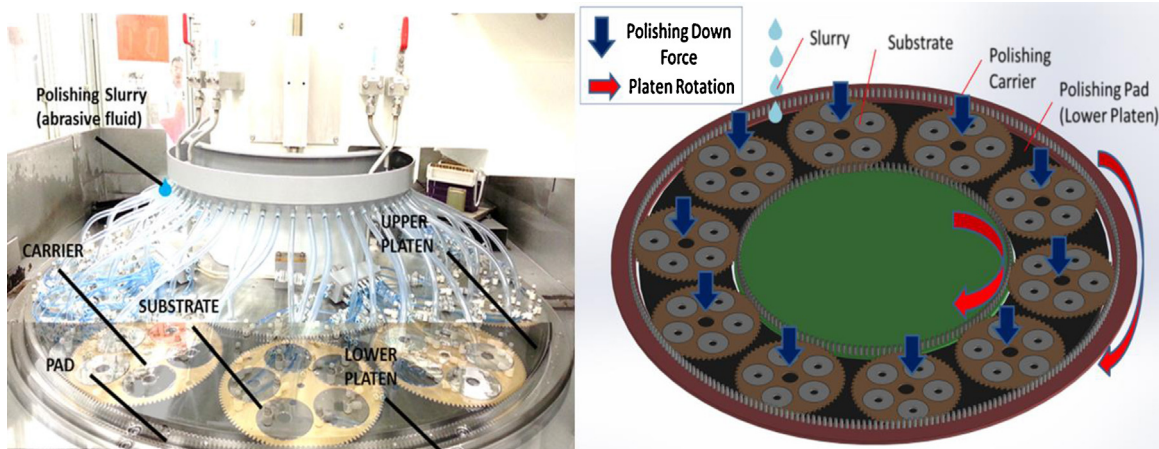 Polishing Slurry
(abrasive fluid)
UPPER
PLATEN
CARRIER
SUBSTRATE
PAD
LOWER
PLATEN
Polishing Down
Force
Platen Rotation
Slurry
Substrate
Polishing
Carrier
Polishing Pad
(Lower Platen)